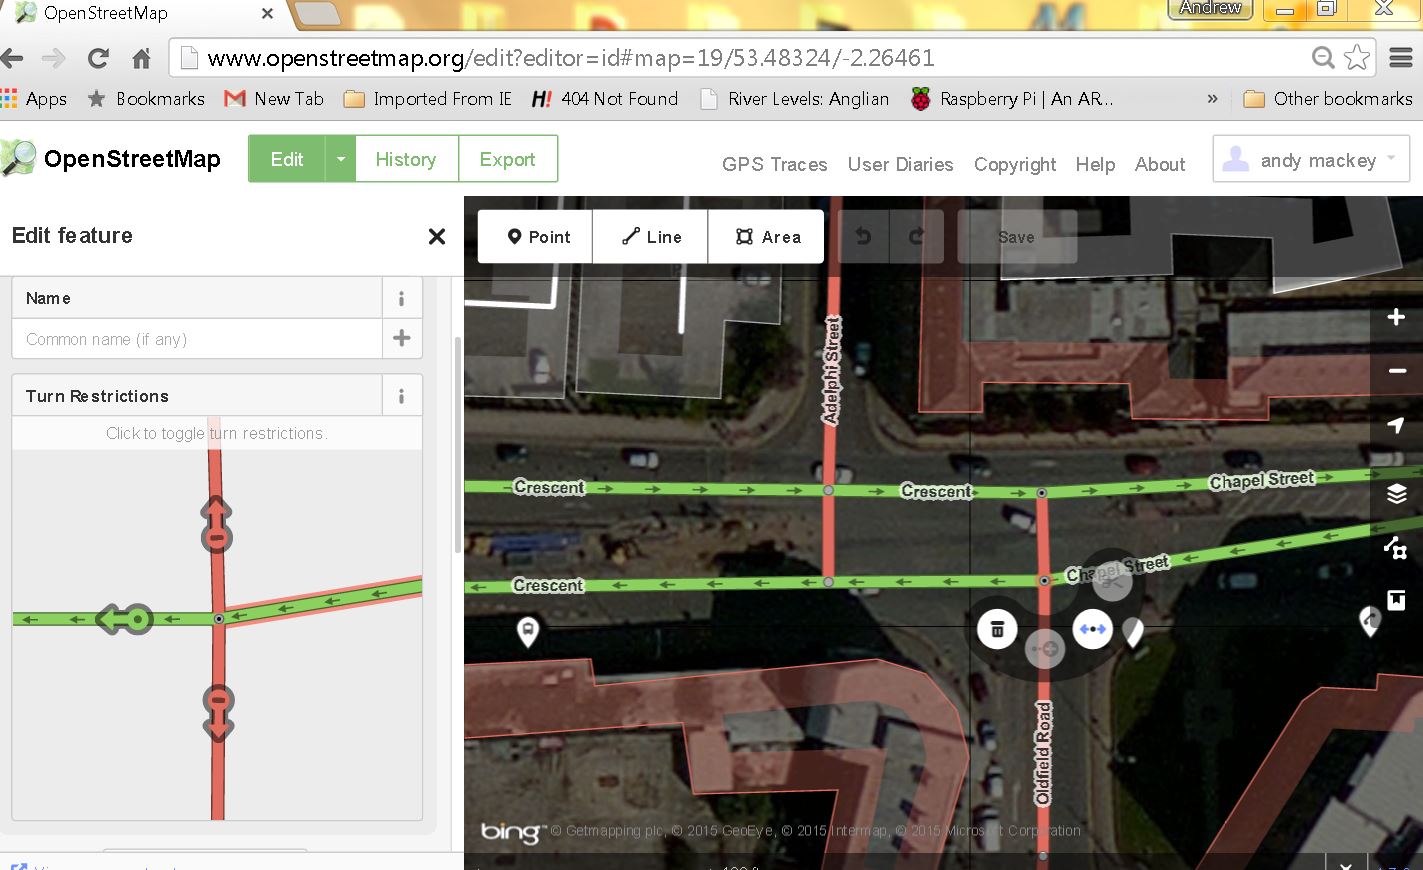 OpenStreetMap
Andrew
www.openstreetmap.org/edit?editor=id#map=19/53.48324/-2.26461
Apps Bookmarks New Tab Imported From IE H! 404 Not Found River Levels: Anglian Raspberry Pi | An AR... » Other bookmarks
OpenStreetMap Edit History Export GPS Traces User Diaries Copyright Help About andy mackey
Edit feature
Point Line Area Save
Name
Common name (if any)
Turn Restrictions
Click to toggle turn restrictions.
Adelphi Street
Crescent
Crescent
Chapel Street
Crescent
Chapel Street
Oldfield Road
bing™ © Getmapping plc, © 2015 GeoEye, © 2015 Intermap, © 2015 Microsoft Corporation